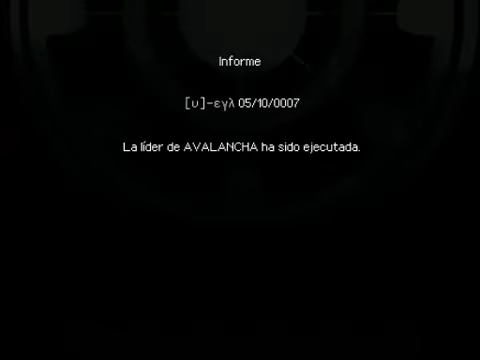 Informe
[υ]-εγλ 05/10/0007
La líder de AVALANCHA ha sido ejecutada.